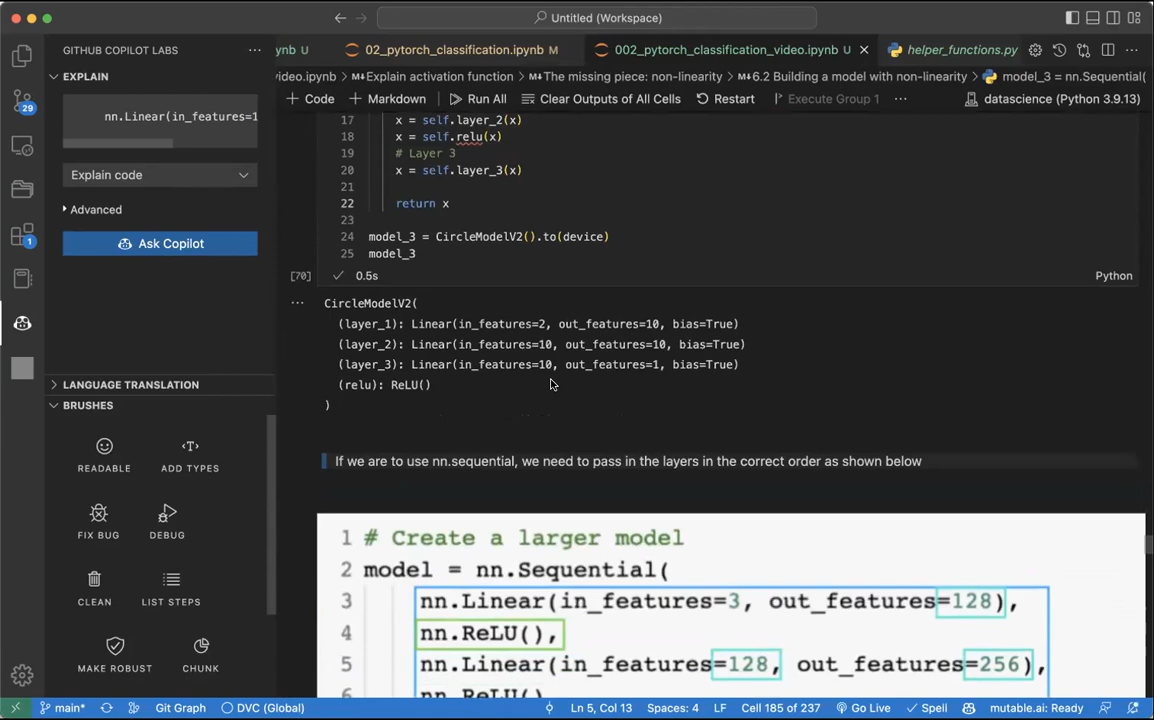 Untitled (Workspace)
GITHUB COPILOT LABS
ynb U
02_pytorch_classification.ipynb M
002_pytorch_classification_video.ipynb U
helper_functions.py
EXPLAIN
video.ipynb > Explain activation function > The missing piece: non-linearity > 6.2 Building a model with non-linearity > model_3 = nn.Sequential(
Code Markdown Run All Clear Outputs of All Cells Restart Execute Group 1 ... datascience (Python 3.9.13)
29
nn.Linear(in_features=1
Explain code
Advanced
Ask Copilot
1
17 x = self.layer_2(x)
18 x = self.relu(x)
19 # Layer 3
20 x = self.layer_3(x)
21
22 return x
23
24 model_3 = CircleModelV2().to(device)
25 model_3
[70] 0.5s Python
CircleModelV2(
(layer_1): Linear(in_features=2, out_features=10, bias=True)
(layer_2): Linear(in_features=10, out_features=10, bias=True)
(layer_3): Linear(in_features=10, out_features=1, bias=True)
(relu): ReLU()
)
LANGUAGE TRANSLATION
BRUSHES
READABLE ADD TYPES
FIX BUG DEBUG
CLEAN LIST STEPS
MAKE ROBUST CHUNK
If we are to use nn.sequential, we need to pass in the layers in the correct order as shown below
1 # Create a larger model
2 model = nn.Sequential(
3 nn.Linear(in_features=3, out_features=128),
4 nn.ReLU(),
5 nn.Linear(in_features=128, out_features=256),
6 nn.ReLU()
main* Git Graph DVC (Global) Ln 5, Col 13 Spaces: 4 LF Cell 185 of 237 Go Live Spell mutable.ai: Ready